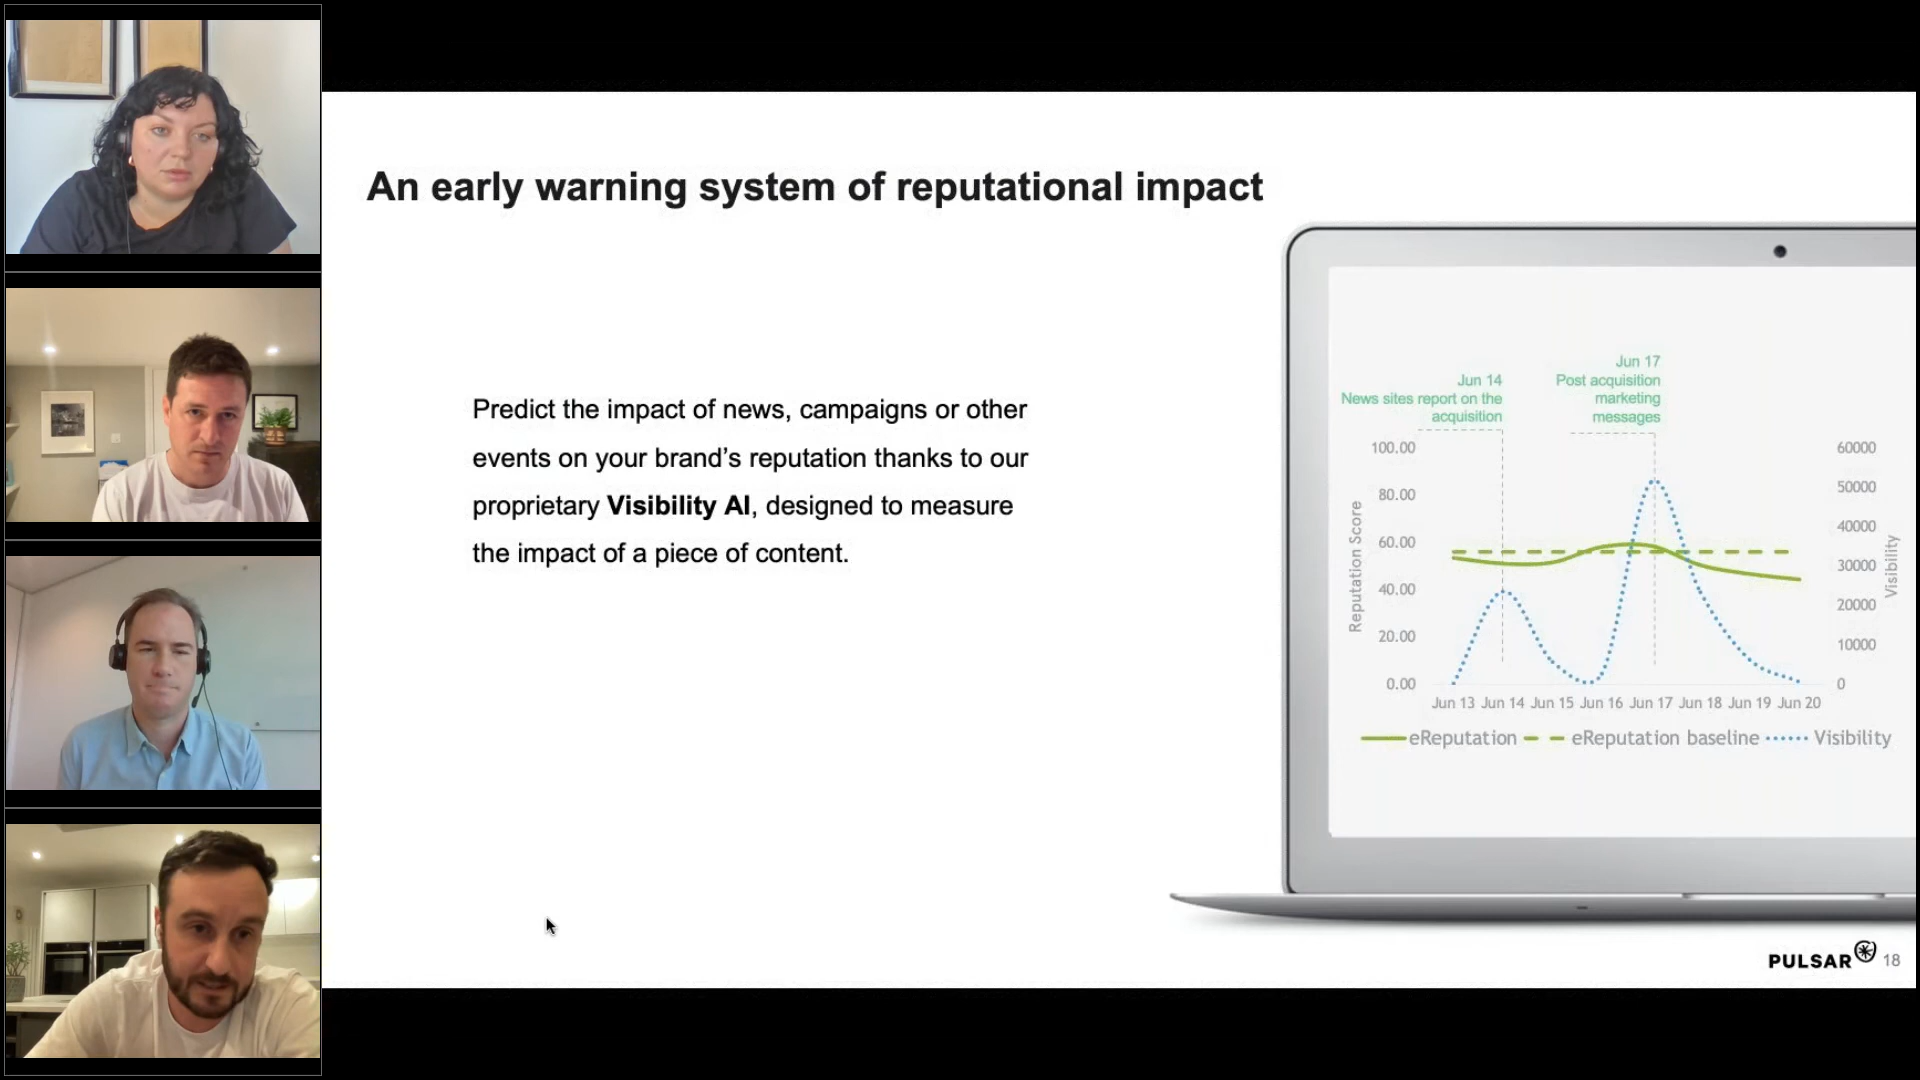 An early warning system of reputational impact
Predict the impact of news, campaigns or other
events on your brand’s reputation thanks to our
proprietary Visibility AI, designed to measure
the impact of a piece of content.
Jun 14
News sites report on the
acquisition
Jun 17
Post acquisition
marketing
messages
Reputation Score
100.00
80.00
60.00
40.00
20.00
0.00
60000
50000
40000
30000
20000
10000
0
Visibility
Jun 13 Jun 14 Jun 15 Jun 16 Jun 17 Jun 18 Jun 19 Jun 20
eReputation eReputation baseline Visibility
PULSAR 18